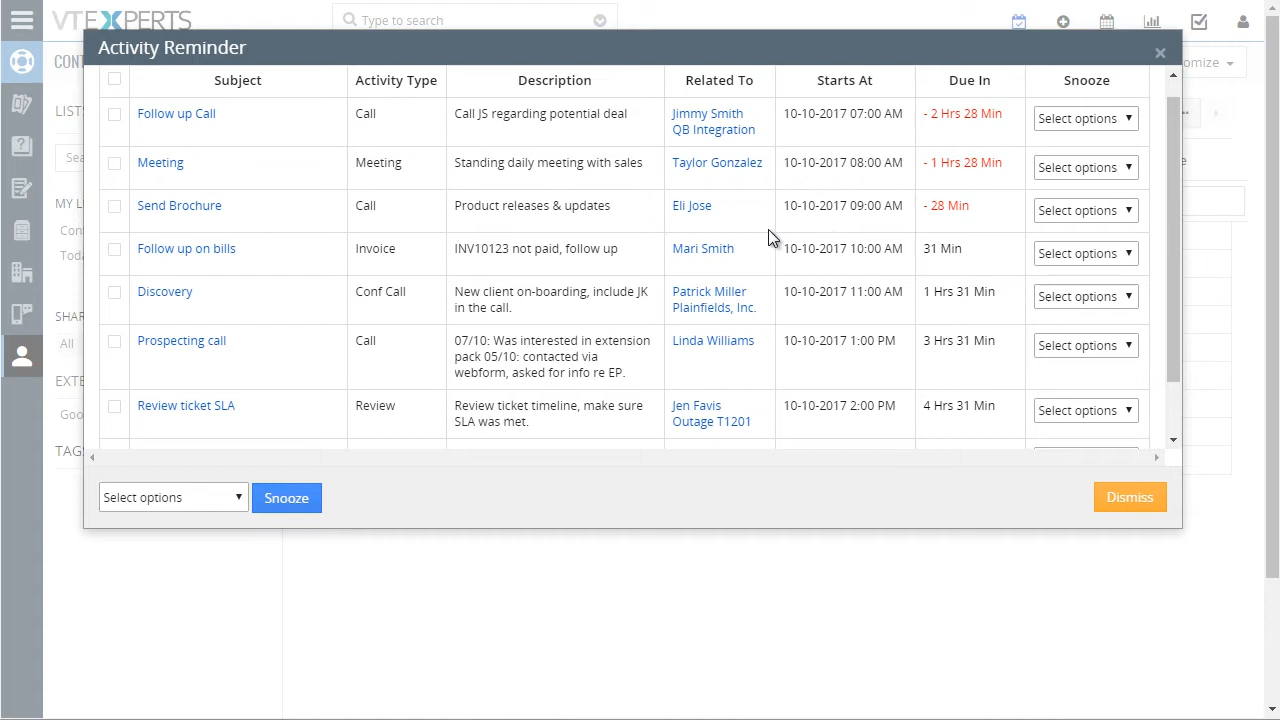 VTEXPERTS
Type to search
Activity Reminder
×
CONT
omize
Subject
Activity Type
Description
Related To
Starts At
Due In
Snooze
LIST
Follow up Call
Call
Call JS regarding potential deal
Jimmy Smith
QB Integration
10-10-2017 07:00 AM
- 2 Hrs 28 Min
Select options
Sea
Meeting
Meeting
Standing daily meeting with sales
Taylor Gonzalez
10-10-2017 08:00 AM
- 1 Hrs 28 Min
Select options
e
MY LI
Send Brochure
Call
Product releases & updates
Eli Jose
10-10-2017 09:00 AM
- 28 Min
Select options
Con
Toda
Follow up on bills
Invoice
INV10123 not paid, follow up
Mari Smith
10-10-2017 10:00 AM
31 Min
Select options
Discovery
Conf Call
New client on-boarding, include JK
in the call.
Patrick Miller
Plainfields, Inc.
10-10-2017 11:00 AM
1 Hrs 31 Min
Select options
SHAR
All
Prospecting call
Call
07/10: Was interested in extension
pack 05/10: contacted via
webform, asked for info re EP.
Linda Williams
10-10-2017 1:00 PM
3 Hrs 31 Min
Select options
EXTE
Goo
Review ticket SLA
Review
Review ticket timeline, make sure
SLA was met.
Jen Favis
Outage T1201
10-10-2017 2:00 PM
4 Hrs 31 Min
Select options
TAGS
Select options
Snooze
Dismiss